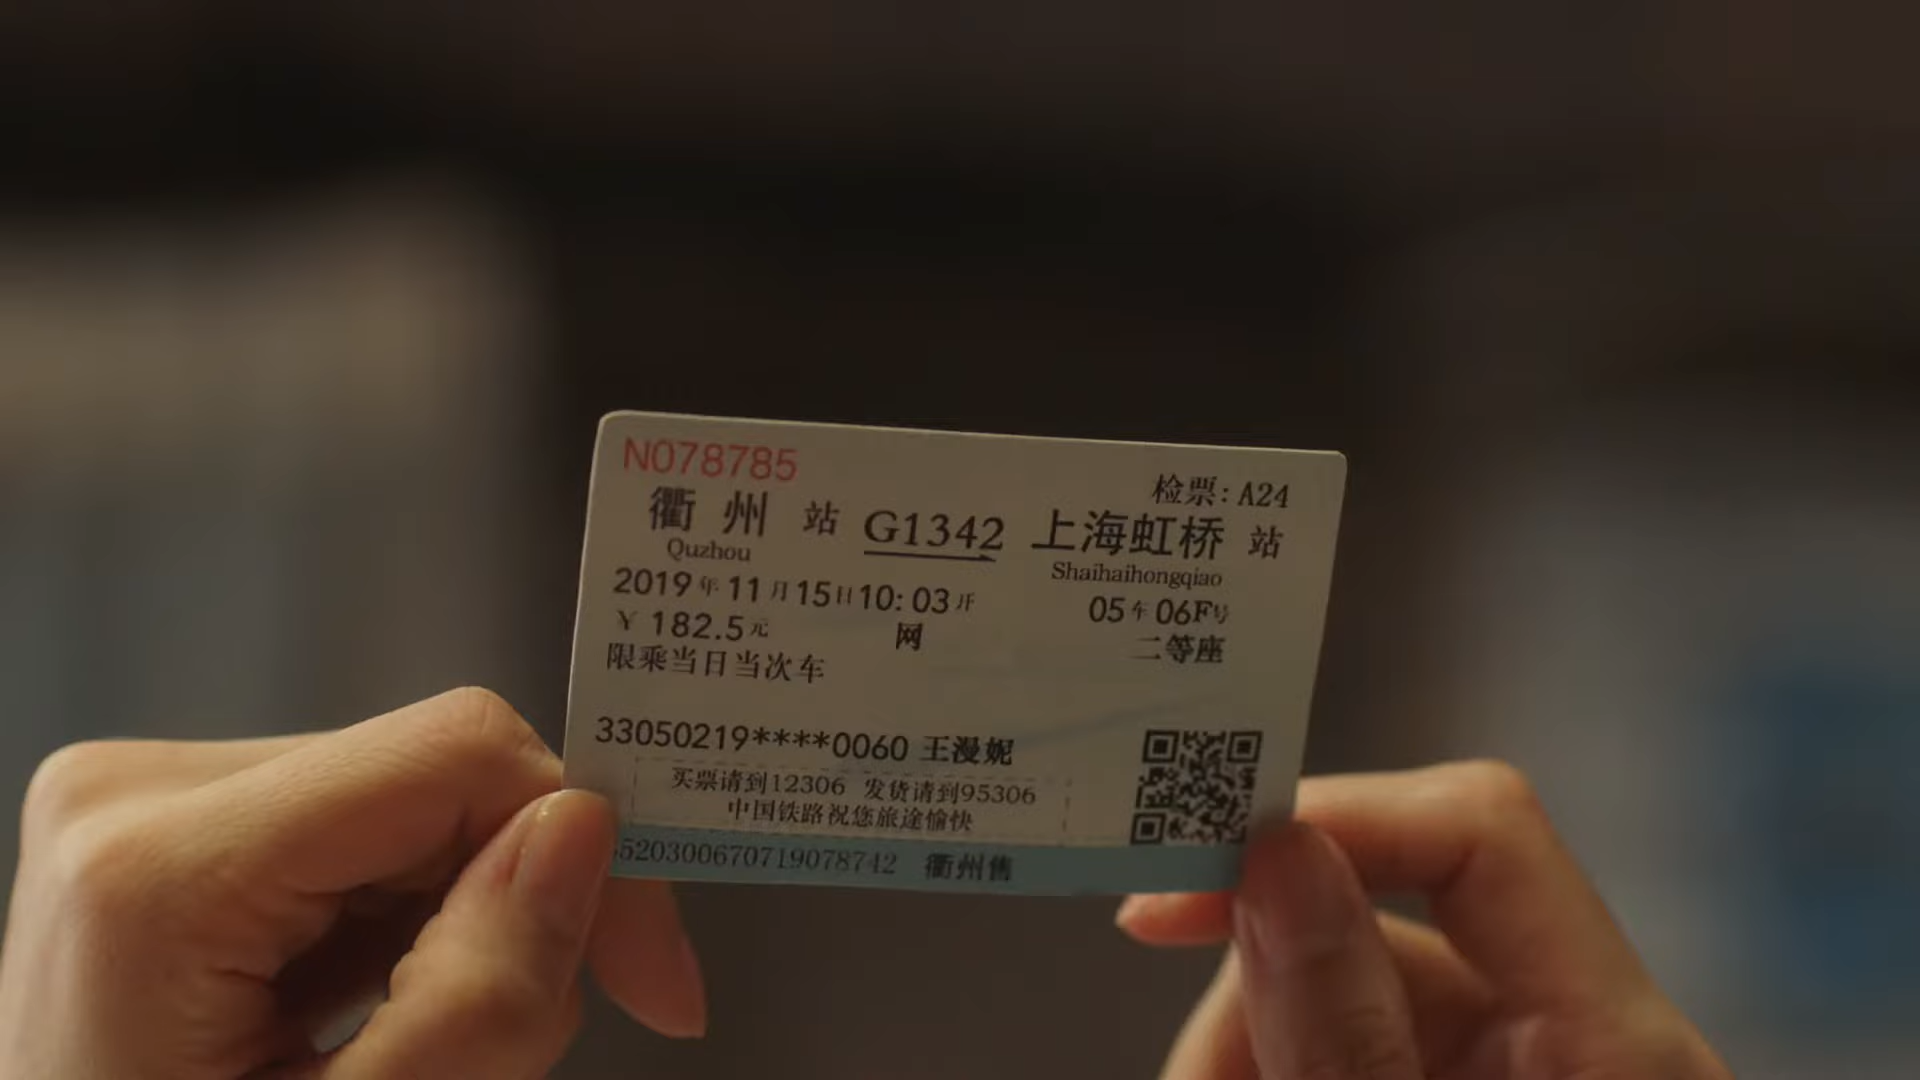 N078785
检票: A24
衢州 站 G1342 上海虹桥 站
Quzhou Shaihaihongqiao
2019年11月15日10: 03开 05车06F号
¥182.5元 网 二等座
限乘当日当次车
33050219****0060 王漫妮
买票请到12306 发货请到95306
中国铁路祝您旅途愉快
520300670719078742 衢州售